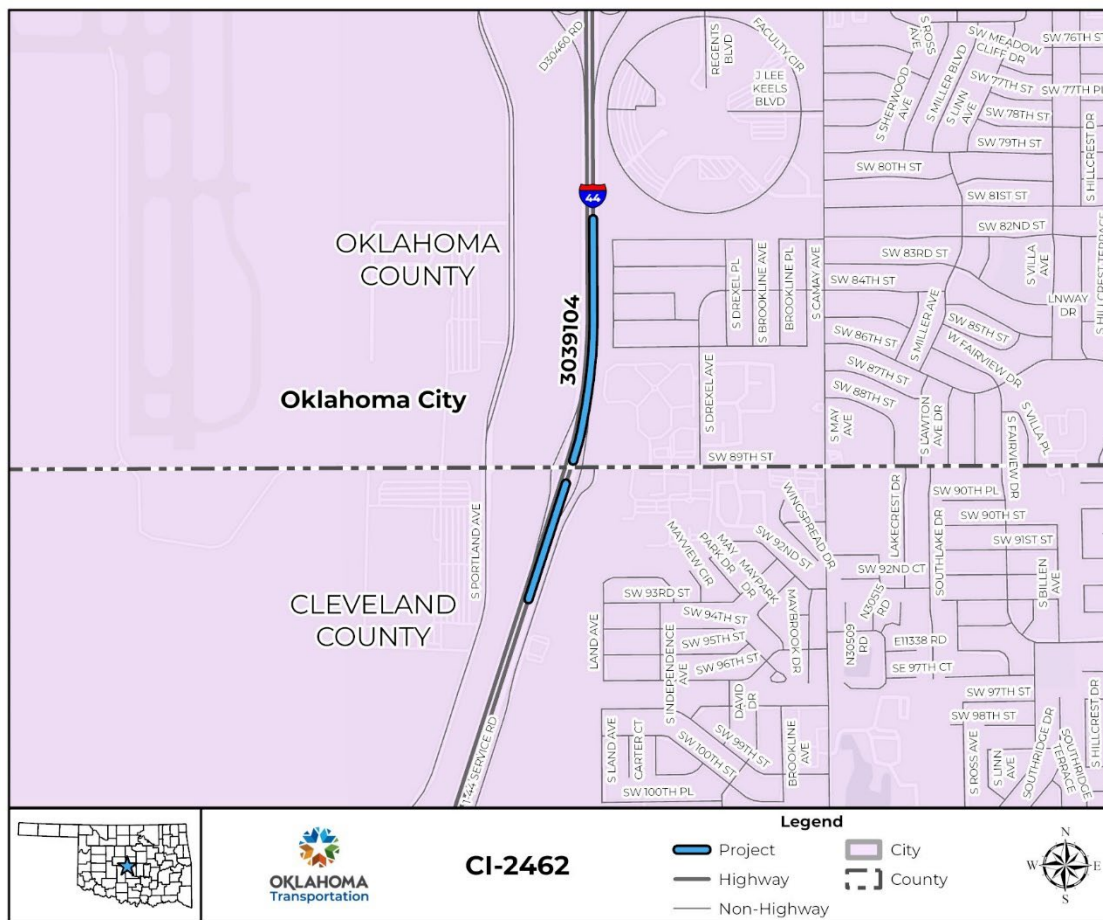 D30460 RD
REGENTS
BLVD
FACULTY CIR
J LEE
KEELS
BLVD
S ROSS
AVE
SW MEADOW
CLIFF DR
SW 76TH ST
S SHERWOOD
AVE
S MILLER BLVD
S LINN
AVE
SW 77TH ST
SW 77TH PL
SW 78TH ST
SW 79TH ST
S HILLCREST DR
SW 80TH ST
SW 81ST ST
SW 82ND ST
44
OKLAHOMA
COUNTY
SW 83RD ST
S VILLA
AVE
S HILLCREST TERRACE
SW 84TH ST
LNWAY
DR
S DREXEL PL
S BROOKLINE AVE
BROOKLINE PL
S CAMAY AVE
S MILLER AVE
SW 85TH ST
SW 86TH ST
W FAIRVIEW DR
SW 87TH ST
SW 88TH ST
3039104
Oklahoma City
S DREXEL AVE
S MAY
AVE
S LAWTON
AVE DR
S FAIRVIEW DR
S VILLA PL
SW 89TH ST
S PORTLAND AVE
WINGSPREAD DR
LAKECREST DR
SW 90TH PL
SW 90TH ST
SW 91ST ST
SOUTHLAKE DR
SW 92ND ST
MAYVIEW CIR
MAY
PARK DR
MAYPARK
DR
SW 92ND CT
S BILLEN
AVE
CLEVELAND
COUNTY
SW 93RD ST
SW 94TH ST
SW 95TH ST
SW 96TH ST
LAND AVE
S INDEPENDENCE
AVE
MAYBROOK DR
N30515
RD
N30509
RD
E11338 RD
SE 97TH CT
DAVID
DR
SW 97TH ST
SW 98TH ST
SW 99TH ST
SW 100TH ST
S LAND AVE
CARTER CT
SW 100TH PL
BROOKLINE
AVE
S ROSS AVE
S LINN
AVE
SOUTHRIDGE DR
SOUTHRIDGE
TERRACE
S HILLCREST DR
I 44 SERVICE RD
OKLAHOMA
Transportation
CI-2462
Legend
Project
Highway
Non-Highway
City
County
N
W
E
S